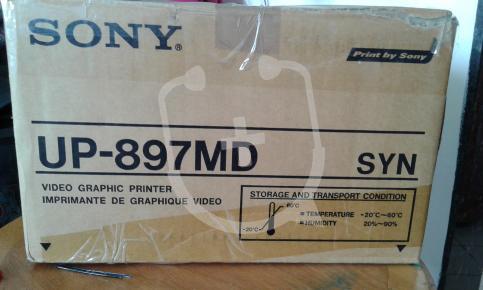 SONY®
Print by Sony
UP-897MD
SYN
VIDEO GRAPHIC PRINTER
IMPRIMANTE DE GRAPHIQUE VIDEO
STORAGE AND TRANSPORT CONDITION
60°C
-20°C
= TEMPERATURE -20°C~60°C
= HUMIDITY 20%~90%